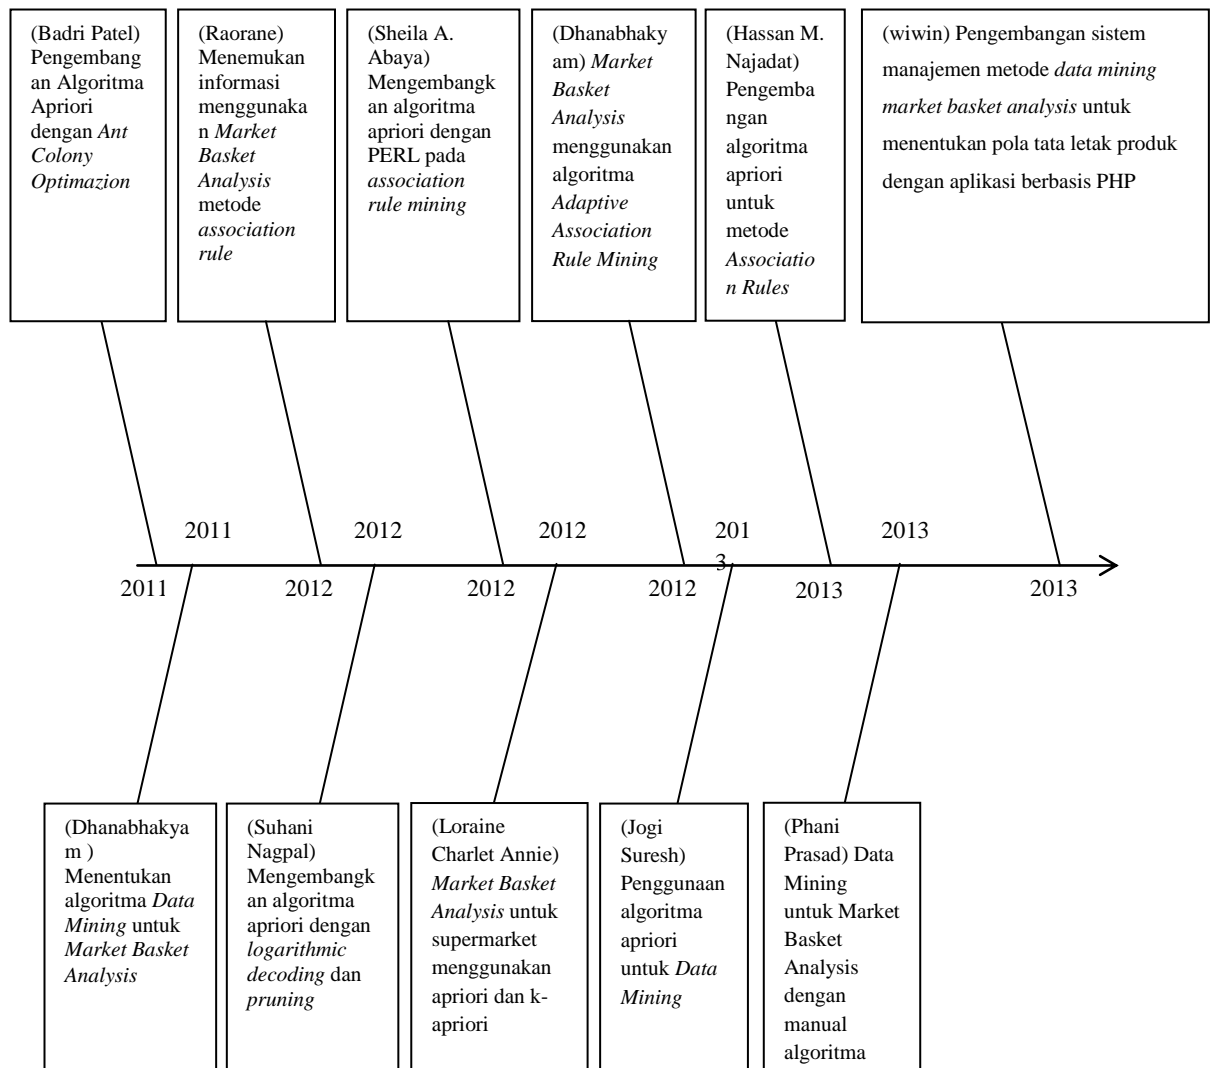 (Badri Patel)
Pengembang
an Algoritma
Apriori
dengan Ant
Colony
Optimazion
(Raorane)
Menemukan
informasi
menggunaka
n Market
Basket
Analysis
metode
association
rule
(Sheila A.
Abaya)
Mengembangk
an algoritma
apriori dengan
PERL pada
association
rule mining
(Dhanabhaky
am) Market
Basket
Analysis
menggunakan
algoritma
Adaptive
Association
Rule Mining
(Hassan M.
Najadat)
Pengemba
ngan
algoritma
apriori
untuk
metode
Associatio
n Rules
(wiwin) Pengembangan sistem
manajemen metode data mining
market basket analysis untuk
menentukan pola tata letak produk
dengan aplikasi berbasis PHP
2011
2012
2012
201
3
2013
2011
2012
2012
2012
2013
2013
(Dhanabhakya
m )
Menentukan
algoritma Data
Mining untuk
Market Basket
Analysis
(Suhani
Nagpal)
Mengembangk
an algoritma
apriori dengan
logarithmic
decoding dan
pruning
(Loraine
Charlet Annie)
Market Basket
Analysis untuk
supermarket
menggunakan
apriori dan k-
apriori
(Jogi
Suresh)
Penggunaan
algoritma
apriori
untuk Data
Mining
(Phani
Prasad) Data
Mining
untuk Market
Basket
Analysis
dengan
manual
algoritma